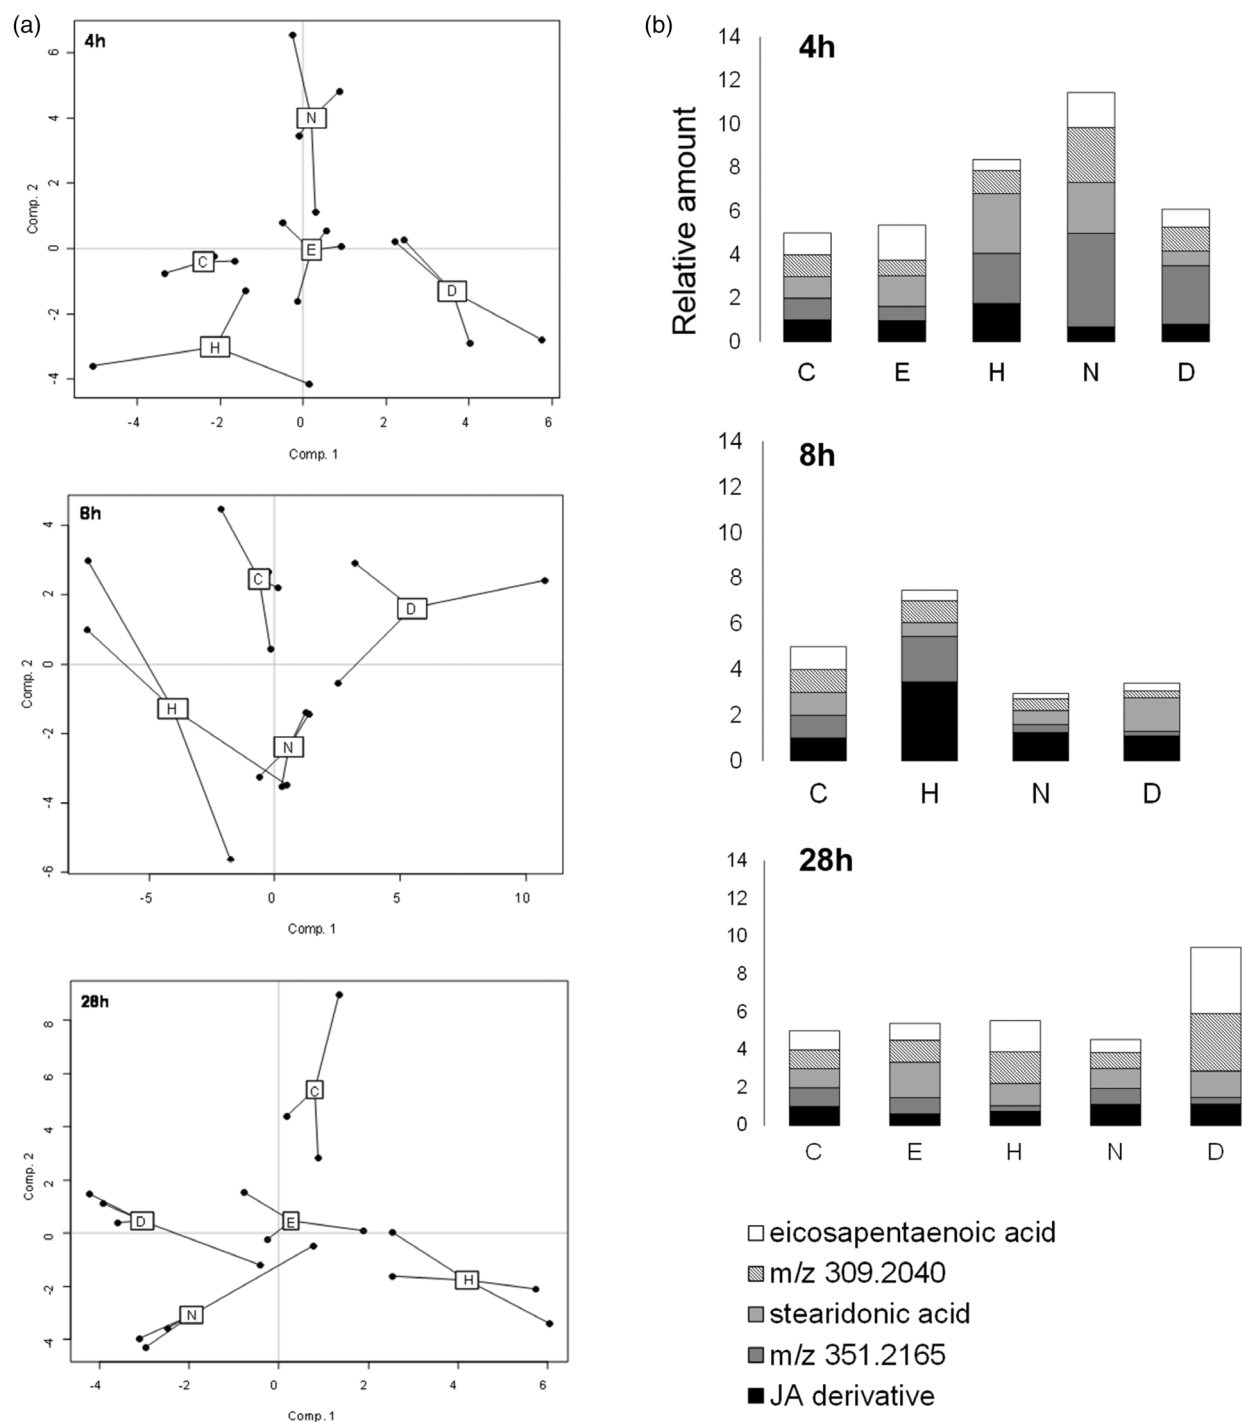 (a)
4h
6
4
2
0
-2
-4
Comp. 2
N
E
C
D
H
-4
-2
0
2
4
6
Comp. 1
8h
4
2
0
-2
-4
-6
Comp. 2
C
D
H
N
-5
0
5
10
Comp. 1
28h
8
6
4
2
0
-2
4
Comp. 2
C
D
E
H
N
-4
-2
0
2
4
6
Comp. 1
(b)
4h
Relative amount
14
12
10
8
6
4
2
0
C E H N D
8h
14
12
10
8
6
4
2
0
C H N D
28h
14
12
10
8
6
4
2
0
C E H N D
eicosapentaenoic acid
m/z 309.2040
stearidonic acid
m/z 351.2165
JA derivative